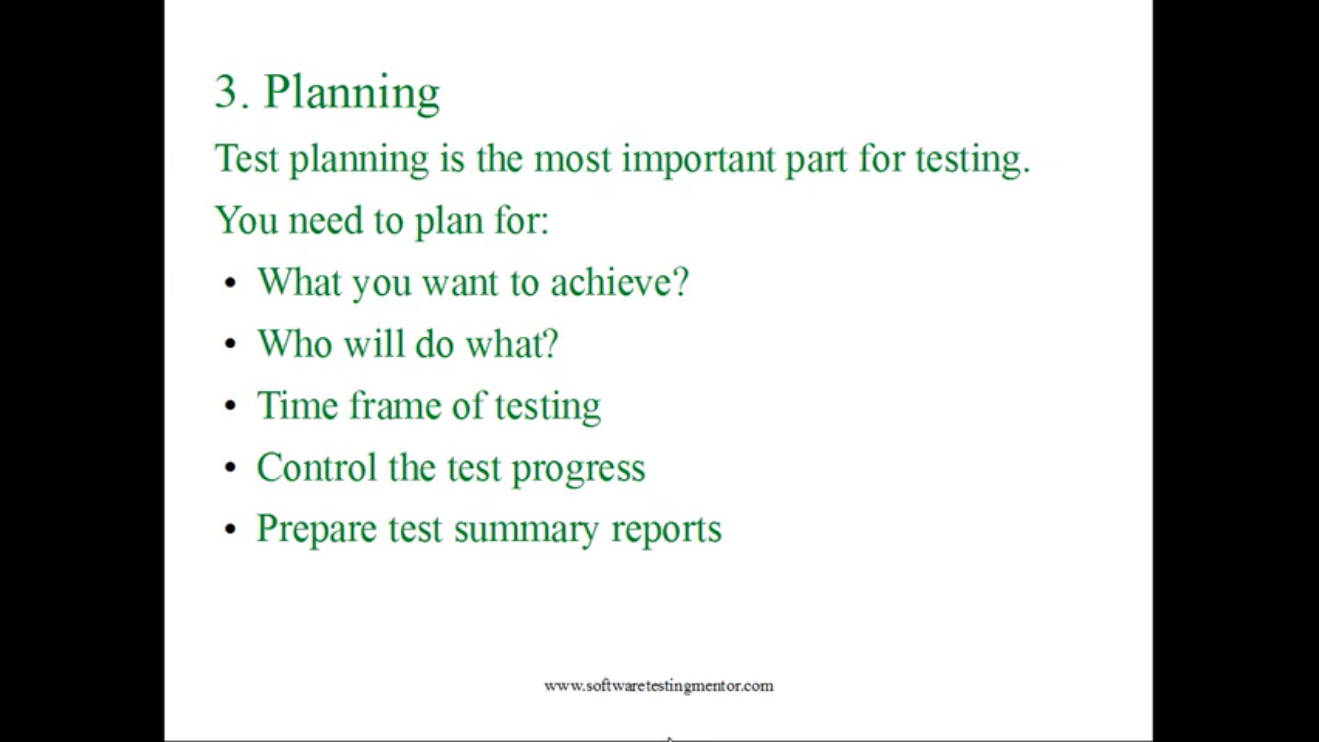 3. Planning
Test planning is the most important part for testing.
You need to plan for:
• What you want to achieve?
• Who will do what?
• Time frame of testing
• Control the test progress
• Prepare test summary reports
www.softwaretestingmentor.com